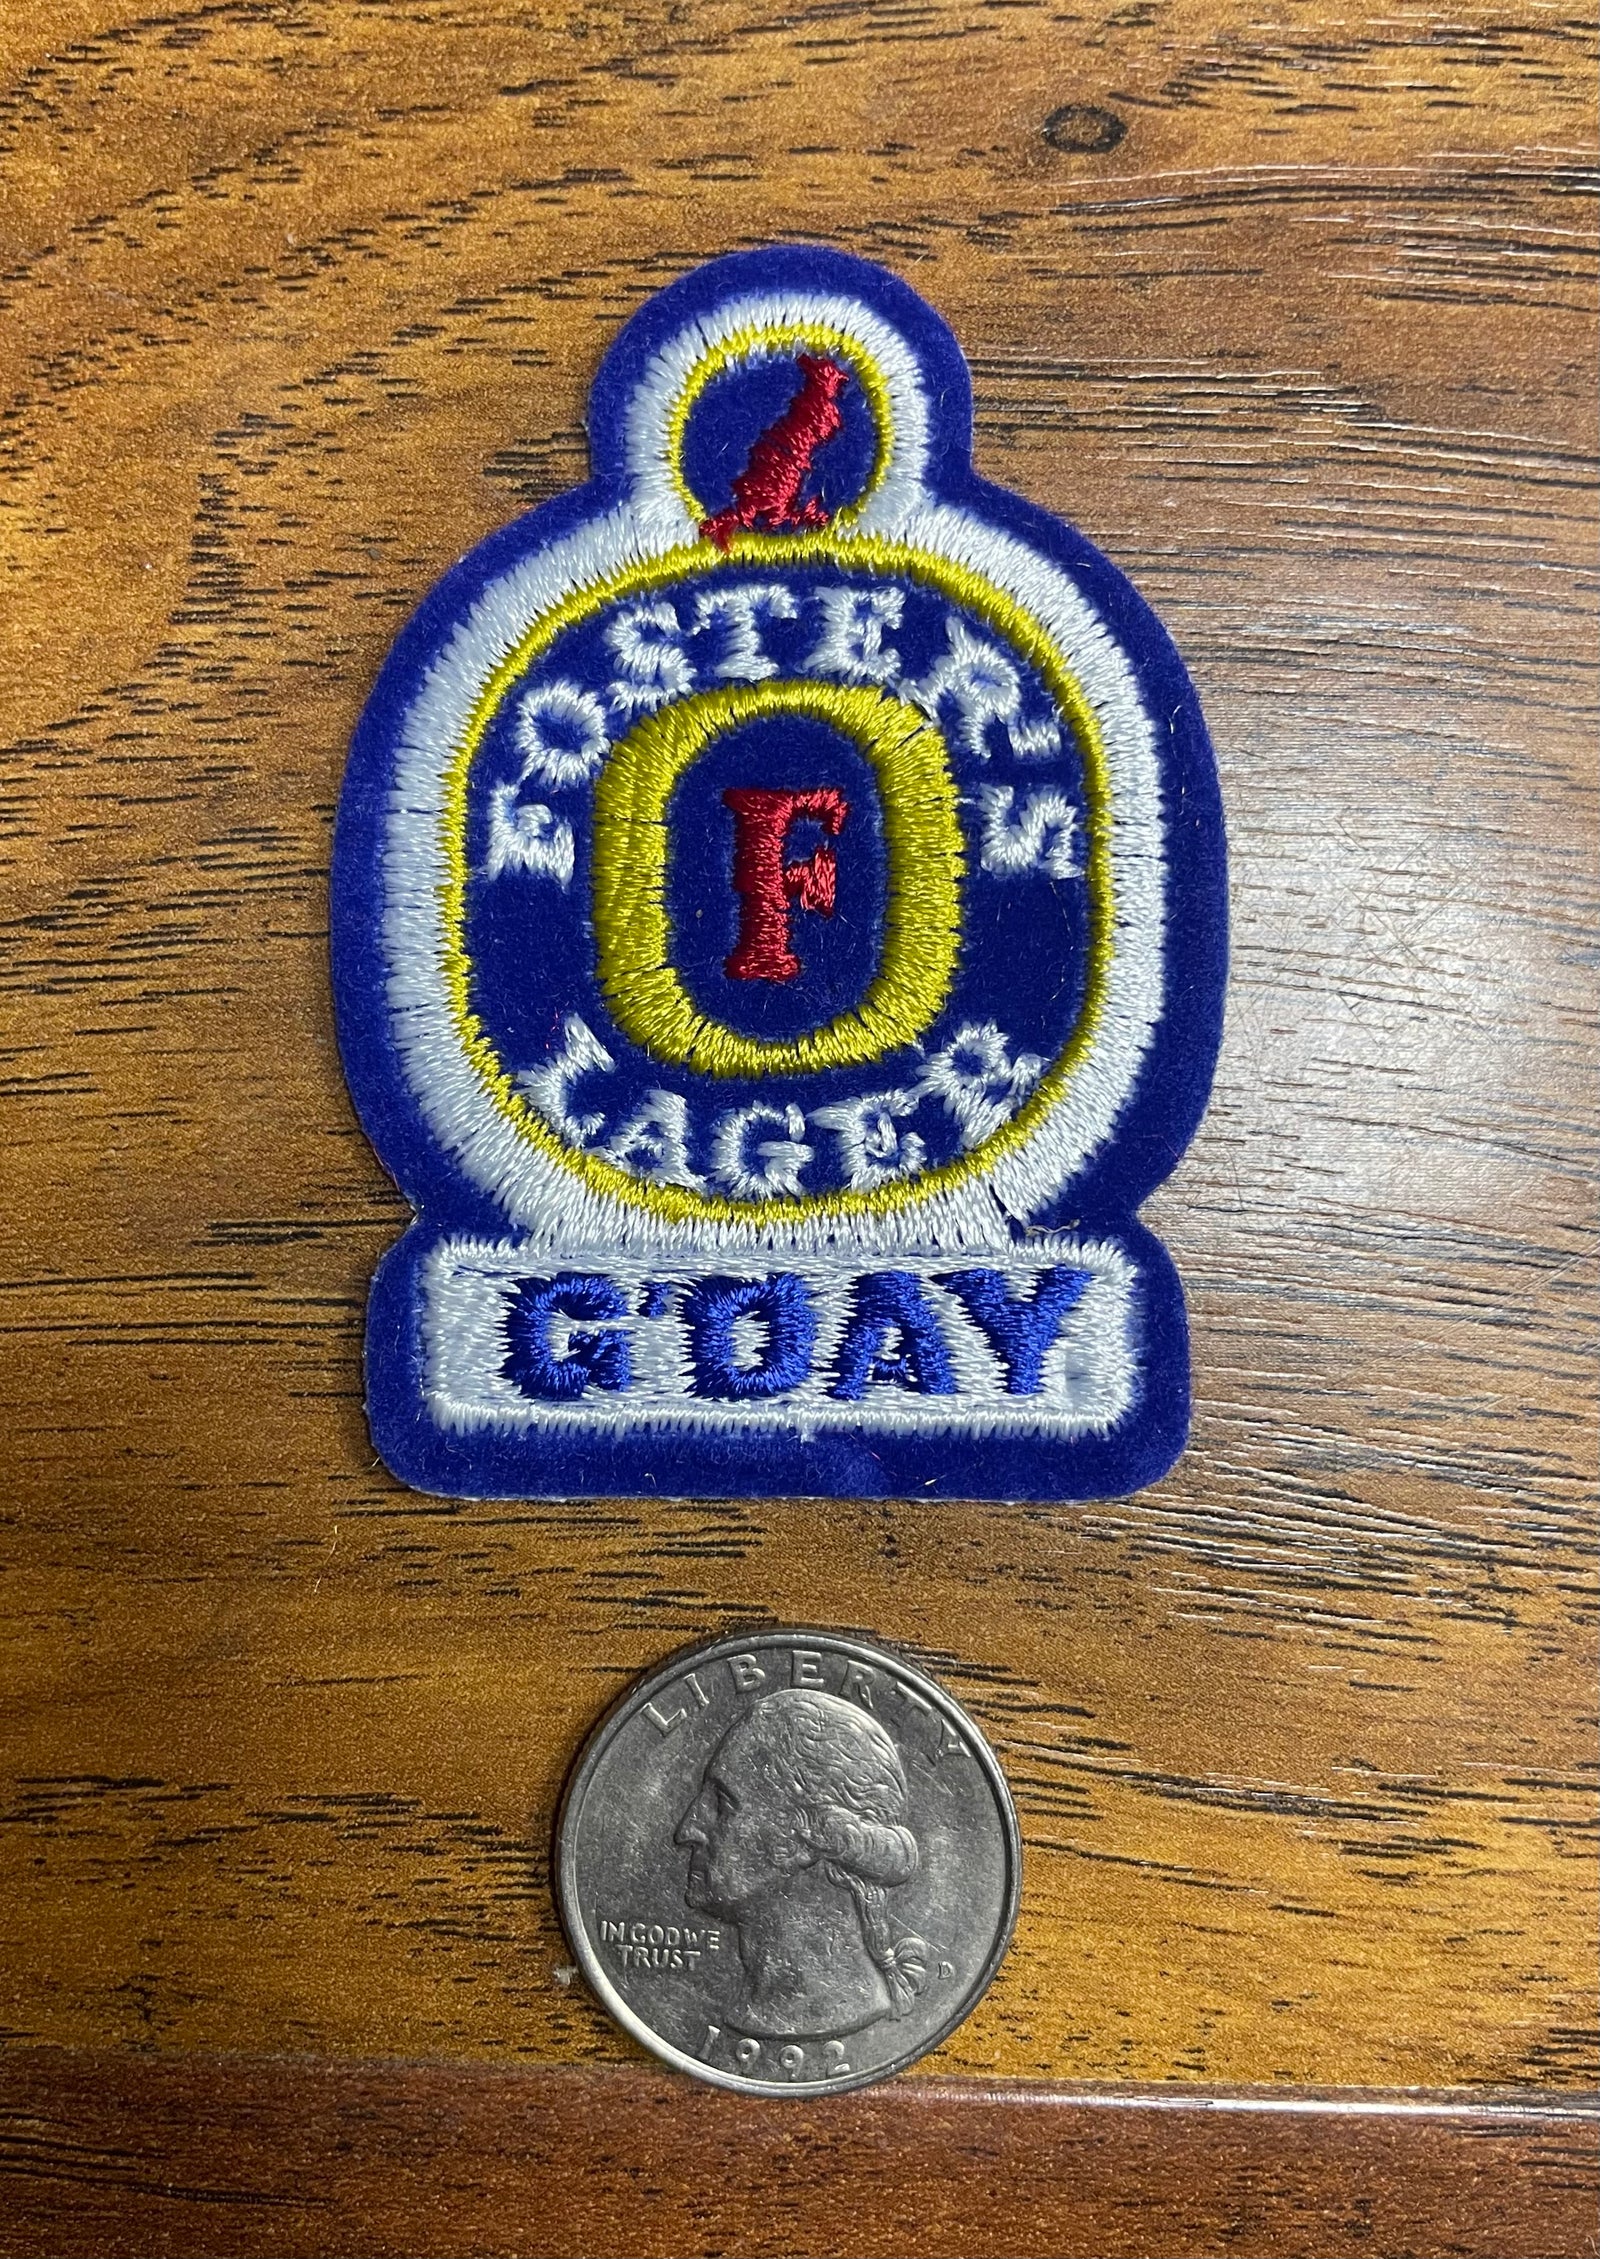 FOSTER'S
F
LAGER
G'DAY
LIBERTY
IN GOD WE
TRUST
D
1992